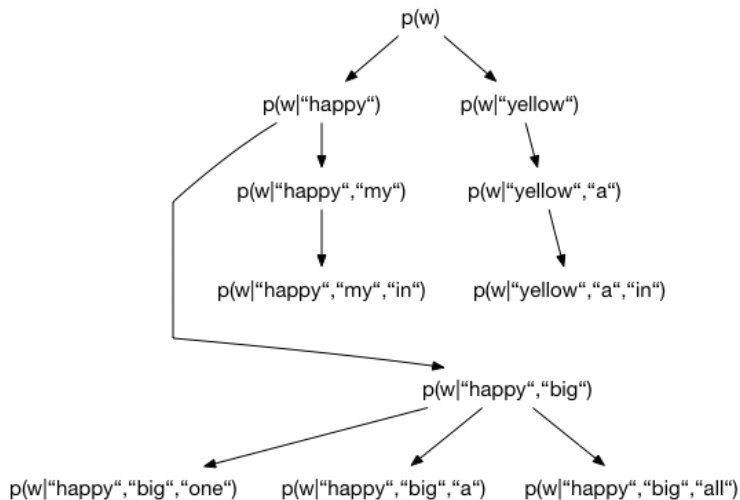 p(w)
p(w|“happy“) p(w|“yellow“)
p(w|“happy“,“my“) p(w|“yellow“,“a“)
p(w|“happy“,“my“,“in“) p(w|“yellow“,“a“,“in“)
p(w|“happy“,“big“)
p(w|“happy“,“big“,“one“) p(w|“happy“,“big“,“a“) p(w|“happy“,“big“,“all“)